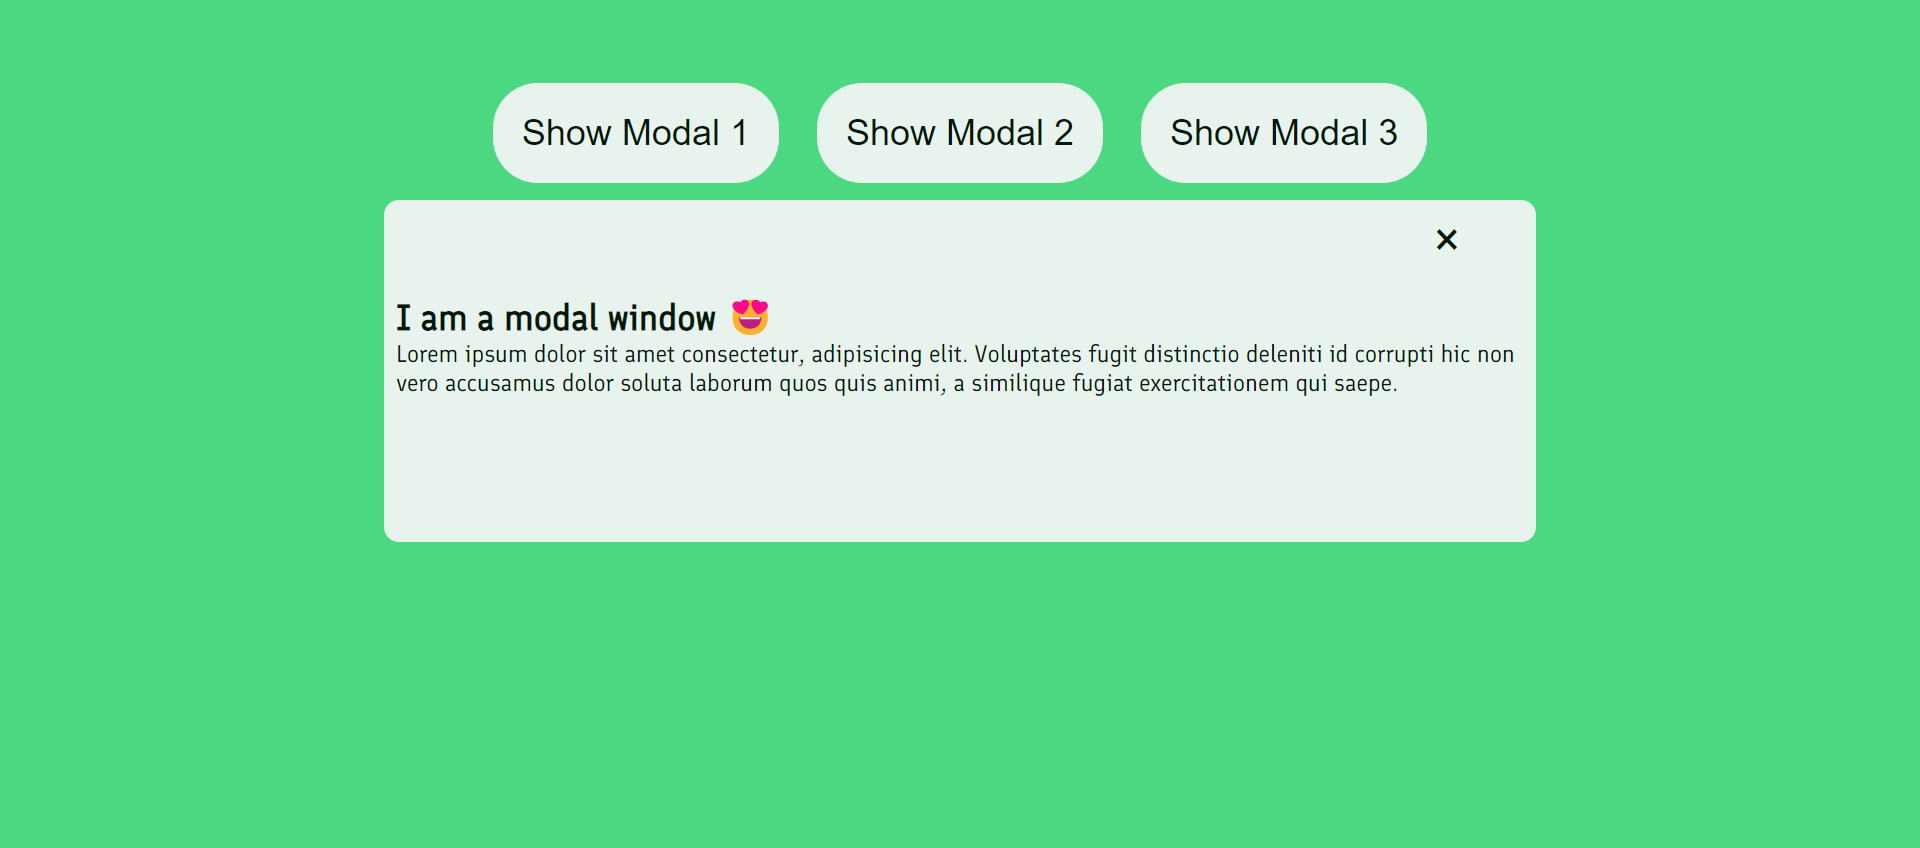 Show Modal 1 Show Modal 2 Show Modal 3
×
I am a modal window 😍
Lorem ipsum dolor sit amet consectetur, adipisicing elit. Voluptates fugit distinctio deleniti id corrupti hic non
vero accusamus dolor soluta laborum quos quis animi, a similique fugiat exercitationem qui saepe.